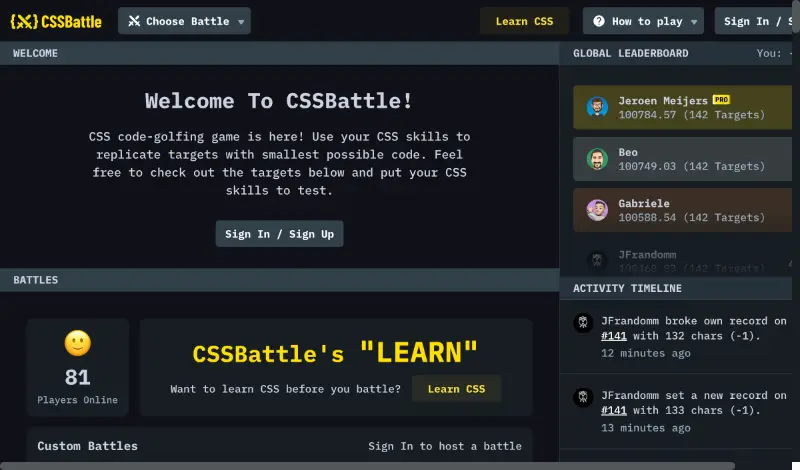 CSSBattle
Choose Battle
Learn CSS
How to play
Sign In / S
WELCOME
Welcome To CSSBattle!
CSS code-golfing game is here! Use your CSS skills to
replicate targets with smallest possible code. Feel
free to check out the targets below and put your CSS
skills to test.
Sign In / Sign Up
BATTLES
81
Players Online
CSSBattle's "LEARN"
Want to learn CSS before you battle?
Learn CSS
Custom Battles
Sign In to host a battle
GLOBAL LEADERBOARD
You: -
Jeroen Meijers PRO
100784.57 (142 Targets)
Beo
100749.03 (142 Targets)
Gabriele
100588.54 (142 Targets)
JFrandomm
(142 Targets)
ACTIVITY TIMELINE
JFrandomm broke own record on
#141 with 132 chars (-1).
12 minutes ago
JFrandomm set a new record on
#141 with 133 chars (-1).
13 minutes ago